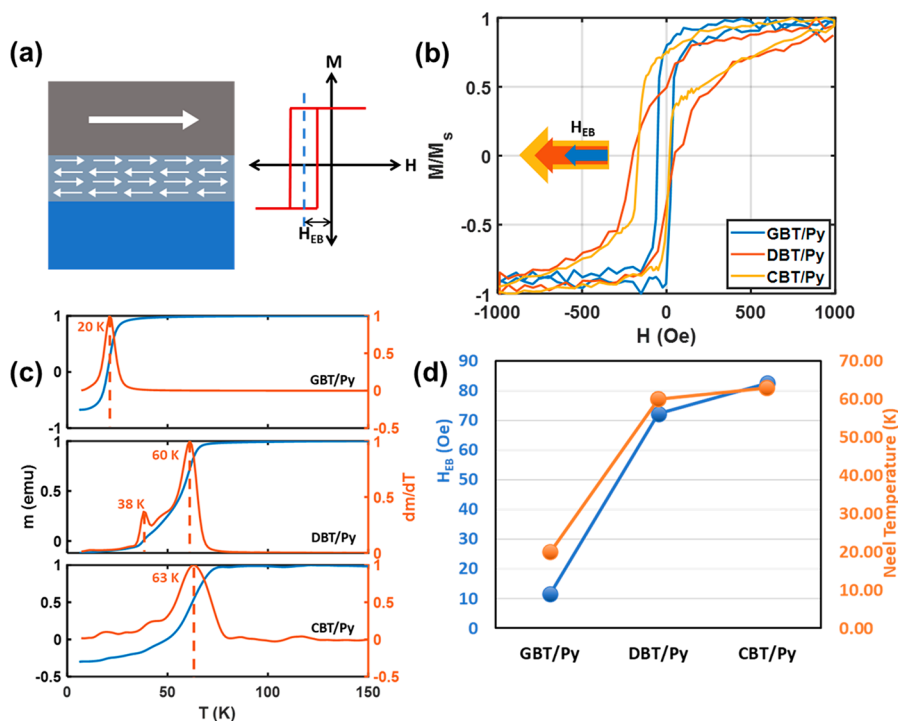 (a)
M
H
H_EB
(b)
1
0.5
0
-0.5
-1
M/M_s
H_EB
GBT/Py
DBT/Py
CBT/Py
-1000
-500
0
500
1000
H (Oe)
(c)
1
0
1
20 K
GBT/Py
1
0.5
0
-0.5
1
0.5
0
60 K
38 K
DBT/Py
1
0.5
0
1
0.5
0
-0.5
63 K
CBT/Py
1
0.5
0
-0.5
m (emu)
dm/dT
0
50
100
150
T (K)
(d)
90
80
70
60
50
40
30
20
10
0
H_EB (Oe)
70.00
60.00
50.00
40.00
30.00
20.00
10.00
0.00
Neel Temperature (K)
GBT/Py
DBT/Py
CBT/Py